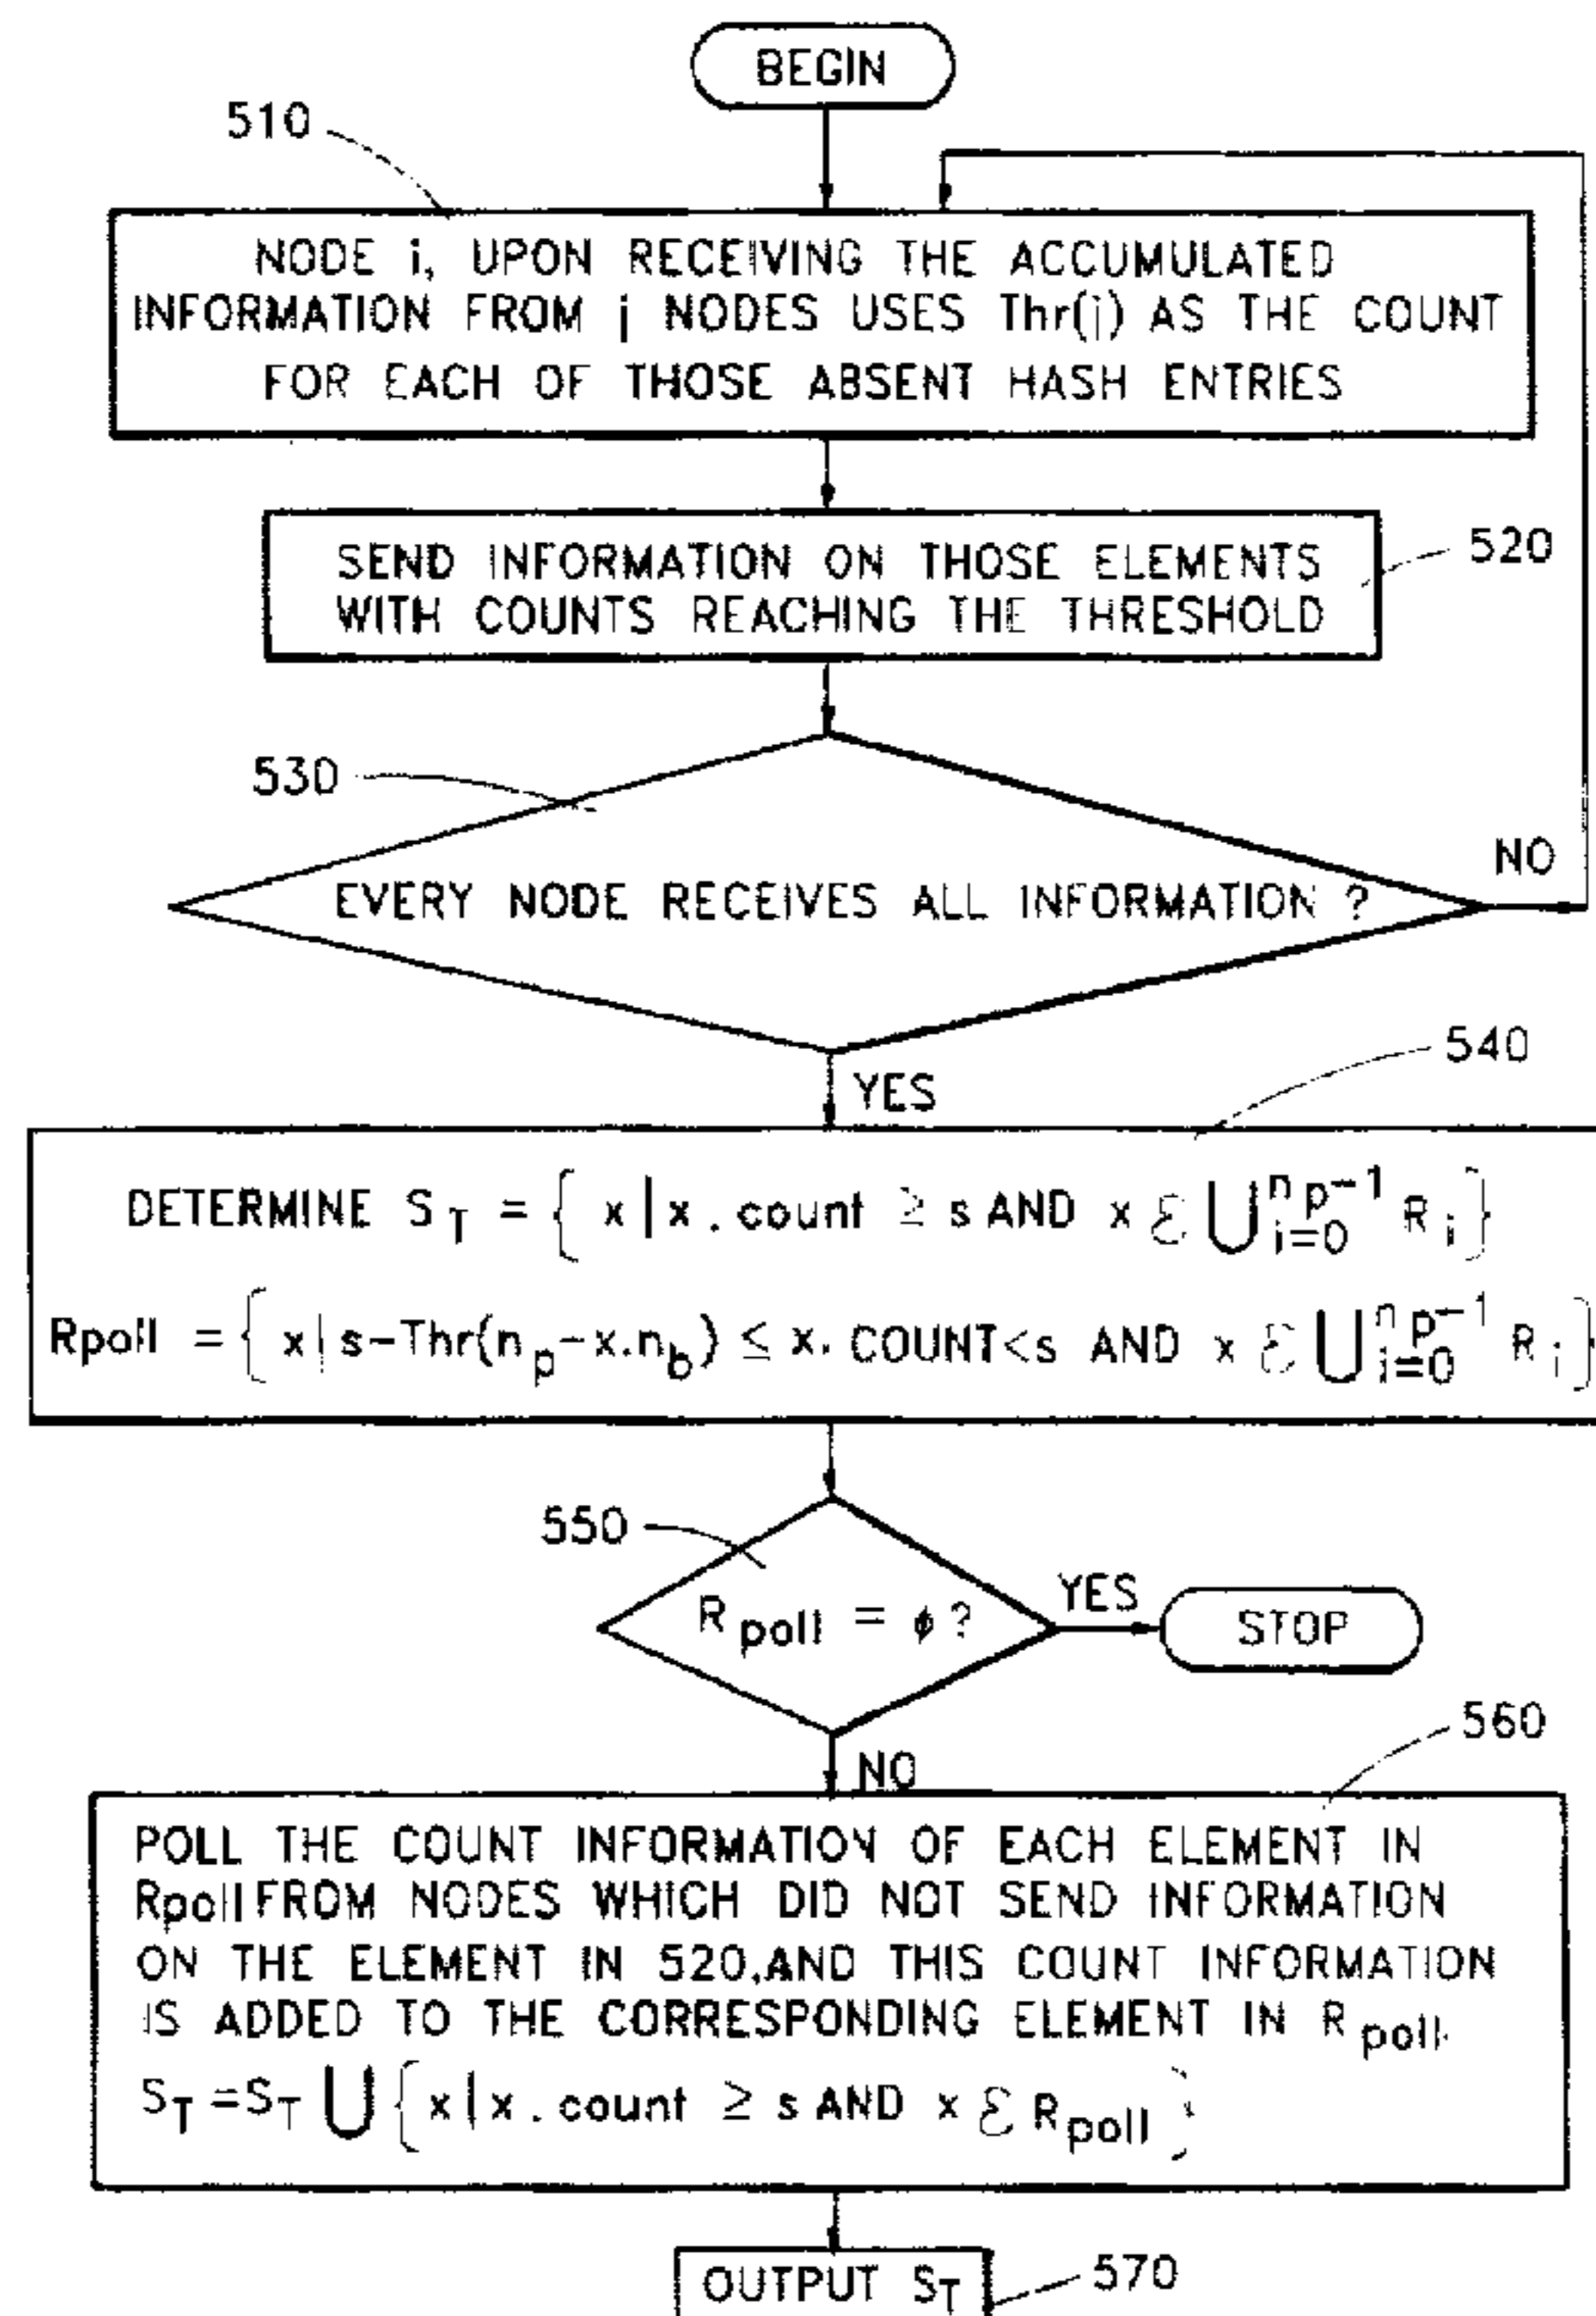 BEGIN
510
NODE i, UPON RECEIVING THE ACCUMULATED
INFORMATION FROM j NODES USES Thr(j) AS THE COUNT
FOR EACH OF THOSE ABSENT HASH ENTRIES
SEND INFORMATION ON THOSE ELEMENTS
WITH COUNTS REACHING THE THRESHOLD
520
530
EVERY NODE RECEIVES ALL INFORMATION ?
NO
YES
540
DETERMINE S_T = { x | x . count ≥ s AND x ℰ ⋃_{i=0}^{n_p-1} R_i }
Rpoll = { x | s-Thr(n_p-x.n_b) ≤ x. COUNT<s AND x ℰ ⋃_{i=0}^{n_p-1} R_i }
550
R_poll = ϕ ?
YES
STOP
NO
560
POLL THE COUNT INFORMATION OF EACH ELEMENT IN
Rpoll FROM NODES WHICH DID NOT SEND INFORMATION
ON THE ELEMENT IN 520,AND THIS COUNT INFORMATION
IS ADDED TO THE CORRESPONDING ELEMENT IN R_poll.
S_T =S_T ⋃ { x | x . count ≥ s AND x ℰ R_poll }
OUTPUT S_T
570